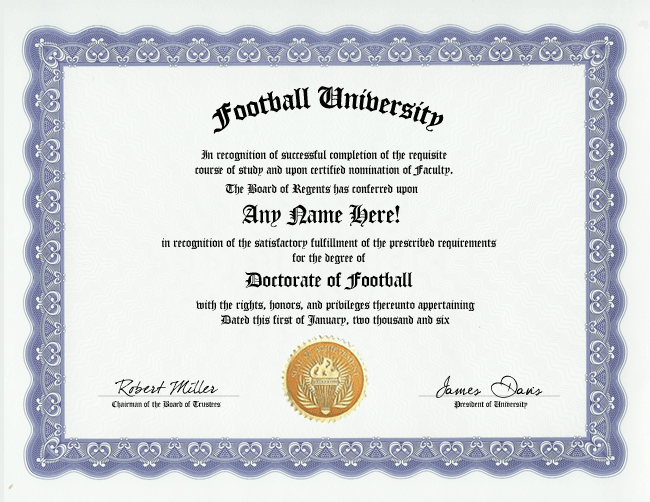 Football University
In recognition of successful completion of the requisite
course of study and upon certified nomination of Faculty.
The Board of Regents has conferred upon
Any Name Here!
in recognition of the satisfactory fulfillment of the prescribed requirements
for the degree of
Doctorate of Football
with the rights, honors, and privileges thereunto appertaining
Dated this first of January, two thousand and six
Robert Miller
Chairman of the Board of Trustees
James Davis
President of University